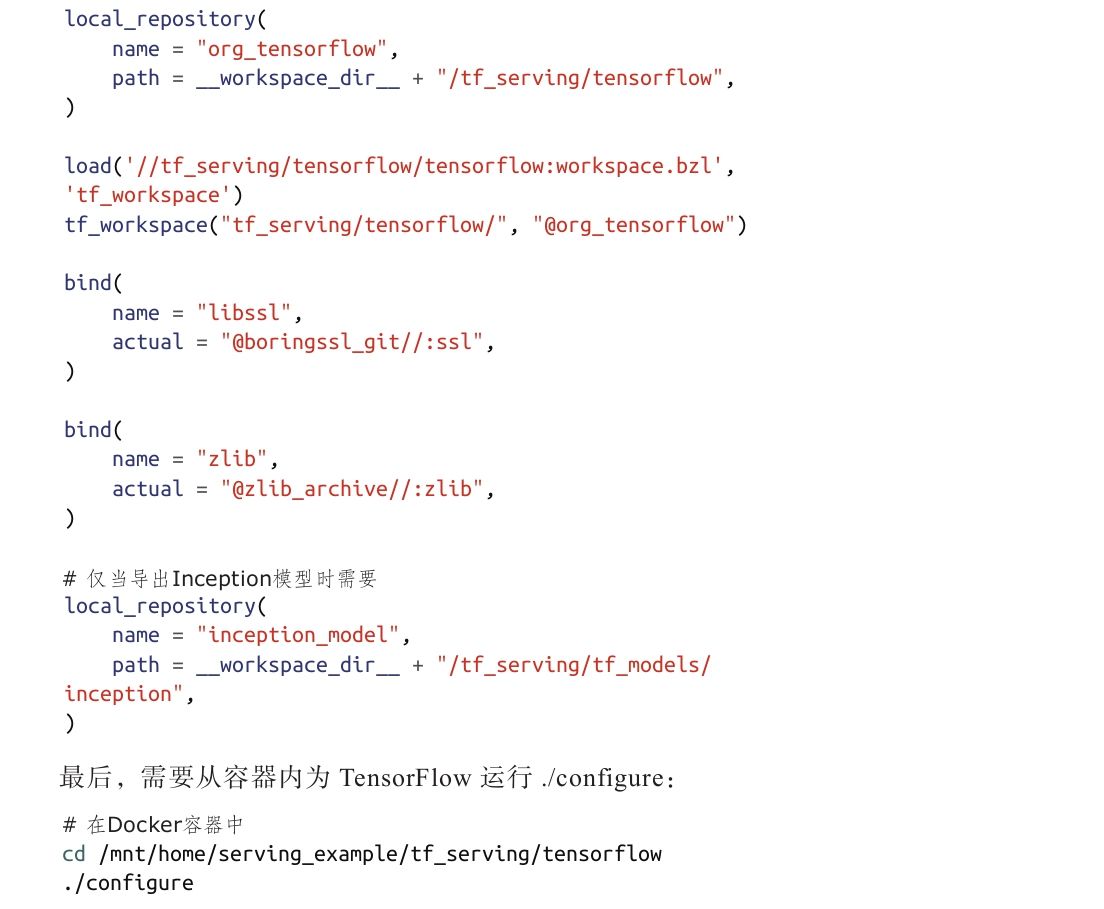 local_repository(
    name = "org_tensorflow",
    path = __workspace_dir__ + "/tf_serving/tensorflow",
)

load('//tf_serving/tensorflow/tensorflow:workspace.bzl',
'tf_workspace')
tf_workspace("tf_serving/tensorflow/", "@org_tensorflow")

bind(
    name = "libssl",
    actual = "@boringssl_git//:ssl",
)

bind(
    name = "zlib",
    actual = "@zlib_archive//:zlib",
)

# 仅当导出Inception模型时需要
local_repository(
    name = "inception_model",
    path = __workspace_dir__ + "/tf_serving/tf_models/
inception",
)
最后，需要从容器内为 TensorFlow 运行 ./configure：
# 在Docker容器中
cd /mnt/home/serving_example/tf_serving/tensorflow
./configure